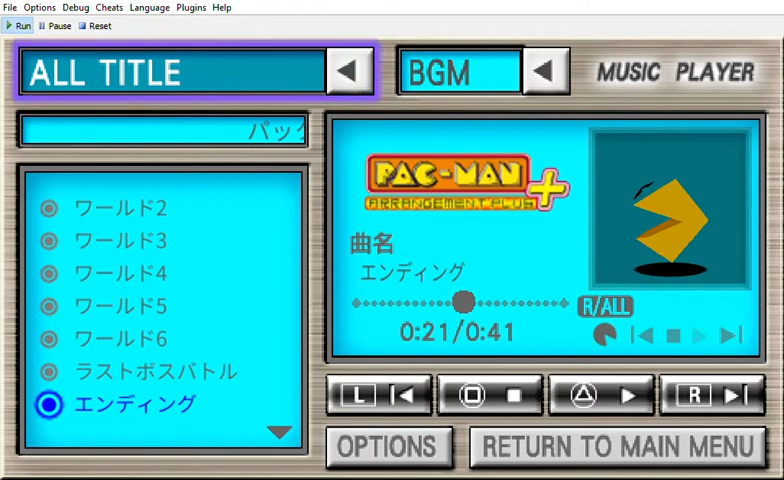 File Options Debug Cheats Language Plugins Help
Run Pause Reset
ALL TITLE
BGM
MUSIC PLAYER
パック
ワールド2
ワールド3
ワールド4
ワールド5
ワールド6
ラストボスバトル
エンディング
PAC-MAN
ARRANGEMENT PLUS
+
曲名
エンディング
0:21/0:41
R/ALL
L
R
OPTIONS
RETURN TO MAIN MENU